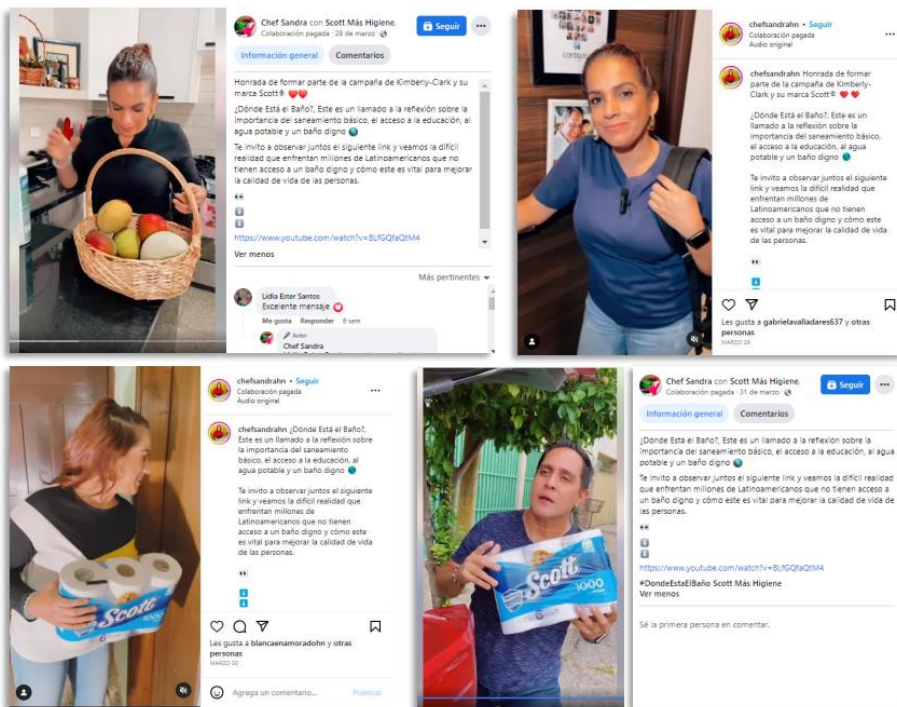 Chef Sandra con Scott Más Higiene.
Colaboración pagada · 28 de marzo ·
Seguir
Información general
Comentarios
Honrada de formar parte de la campaña de Kimberly-Clark y su
marca Scott® ❤️❤️
¿Dónde Está el Baño?, Este es un llamado a la reflexión sobre la
importancia del saneamiento básico, el acceso a la educación, al
agua potable y un baño digno
Te invito a observar juntos el siguiente link y veamos la difícil
realidad que enfrentan millones de Latinoamericanos que no
tienen acceso a un baño digno y cómo este es vital para mejorar
la calidad de vida de las personas.
https://www.youtube.com/watch?v=8LfGQfaQtM4
Ver menos
Más pertinentes
Lidia Ester Santos
Excelente mensaje
Me gusta Responder 6 sem
Autor
Chef Sandra
chefsandrahn • Seguir
Colaboración pagada
Audio original
chefsandrahn Honrada de formar
parte de la campaña de Kimberly-
Clark y su marca Scott® ❤️❤️
¿Dónde Está el Baño?, Este es un
llamado a la reflexión sobre la
importancia del saneamiento básico,
el acceso a la educación, al agua
potable y un baño digno
Te invito a observar juntos el siguiente
link y veamos la difícil realidad que
enfrentan millones de
Latinoamericanos que no tienen
acceso a un baño digno y cómo este
es vital para mejorar la calidad de vida
de las personas.
Les gusta a gabrielavalladares637 y otras
personas
MARZO 28
Scott
1000
chefsandrahn • Seguir
Colaboración pagada
Audio original
chefsandrahn ¿Dónde Está el Baño?,
Este es un llamado a la reflexión sobre
la importancia del saneamiento
básico, el acceso a la educación, al
agua potable y un baño digno
Te invito a observar juntos el siguiente
link y veamos la difícil realidad que
enfrentan millones de
Latinoamericanos que no tienen
acceso a un baño digno y cómo este
es vital para mejorar la calidad de vida
de las personas.
Les gusta a blancaenamoradohn y otras
personas
MARZO 30
Agrega un comentario...
Publicar
Scott
1000
Chef Sandra con Scott Más Higiene.
Colaboración pagada · 31 de marzo ·
Seguir
Información general
Comentarios
¿Dónde Está el Baño?, Este es un llamado a la reflexión sobre la
importancia del saneamiento básico, el acceso a la educación, al agua
potable y un baño digno
Te invito a observar juntos el siguiente link y veamos la difícil realidad
que enfrentan millones de Latinoamericanos que no tienen acceso a
un baño digno y cómo este es vital para mejorar la calidad de vida de
las personas.
https://www.youtube.com/watch?v=8LfGQfaQtM4
#DondeEstaElBaño Scott Más Higiene
Ver menos
Sé la primera persona en comentar.